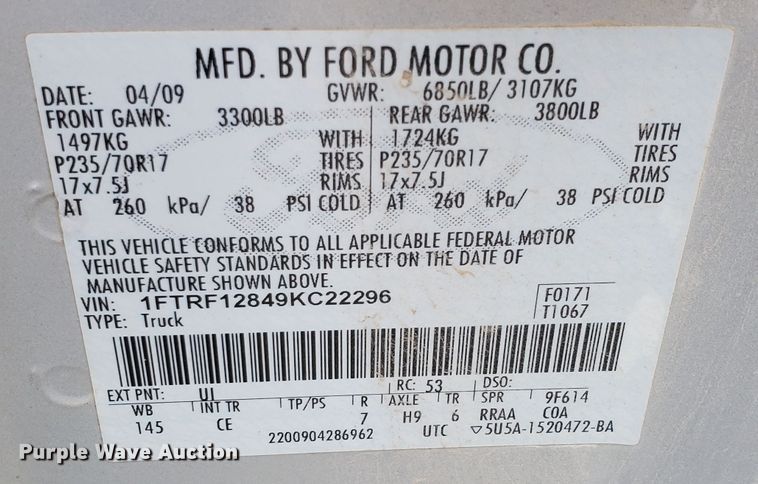 MFD. BY FORD MOTOR CO.
DATE: 04/09 GVWR: 6850LB/ 3107KG
FRONT GAWR: 3300LB REAR GAWR: 3800LB
1497KG WITH 1724KG WITH
P235/70R17 TIRES P235/70R17 TIRES
17x7.5J RIMS 17x7.5J RIMS
AT 260 kPa/ 38 PSI COLD AT 260 kPa/ 38 PSI COLD
THIS VEHICLE CONFORMS TO ALL APPLICABLE FEDERAL MOTOR
VEHICLE SAFETY STANDARDS IN EFFECT ON THE DATE OF
MANUFACTURE SHOWN ABOVE.
VIN: 1FTRF12849KC22296 F0171
TYPE: Truck T1067
EXT PNT: UI RC: 53 DSO:
WB INT TR TP/PS R AXLE TR SPR 9F614
145 CE 7 H9 6 RRAA COA
2200904286962 UTC ▽5U5A-1520472-BA
Purple Wave Auction